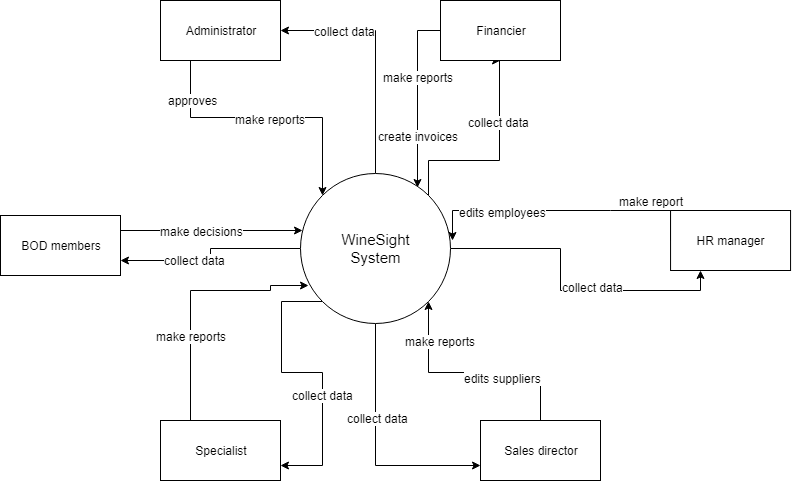 Administrator
collect data
Financier
make reports
approves
make reports
collect data
create invoices
make report
edits employees
BOD members
make decisions
WineSight
System
HR manager
collect data
collect data
make reports
make reports
edits suppliers
collect data
collect data
Specialist
Sales director